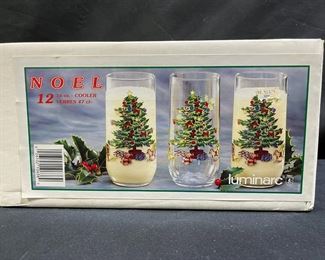 NOEL
12 16 oz. - COOLER
VERRES 47 cl.
luminarc